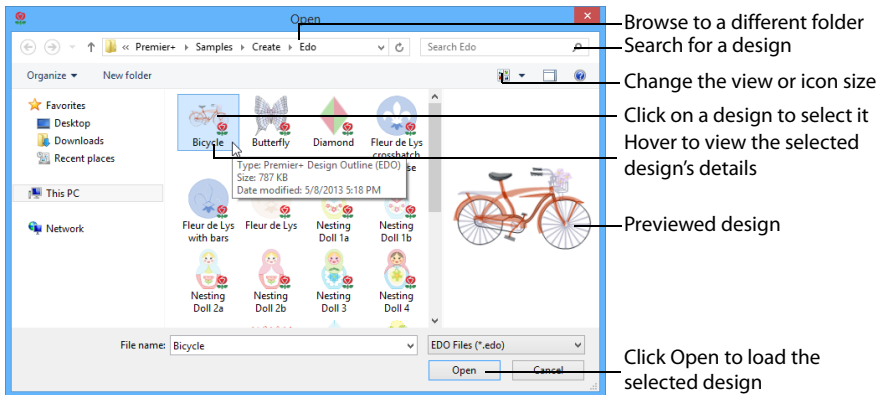 Open
Browse to a different folder
« Premier+ Samples Create Edo
Search Edo
Search for a design
Organize
New folder
Change the view or icon size
Favorites
Desktop
Downloads
Recent places
This PC
Network
Bicycle
Butterfly
Diamond
Fleur de Lys
crosshatch
Click on a design to select it
Hover to view the selected
design's details
Type: Premier+ Design Outline (EDO)
Size: 787 KB
Date modified: 5/8/2013 5:18 PM
Previewed design
Fleur de Lys
with bars
Fleur de Lys
Nesting
Doll 1a
Nesting
Doll 1b
Nesting
Doll 2a
Nesting
Doll 2b
Nesting
Doll 3
Nesting
Doll 4
File name:
Bicycle
EDO Files (*.edo)
Open
Cancel
Click Open to load the
selected design